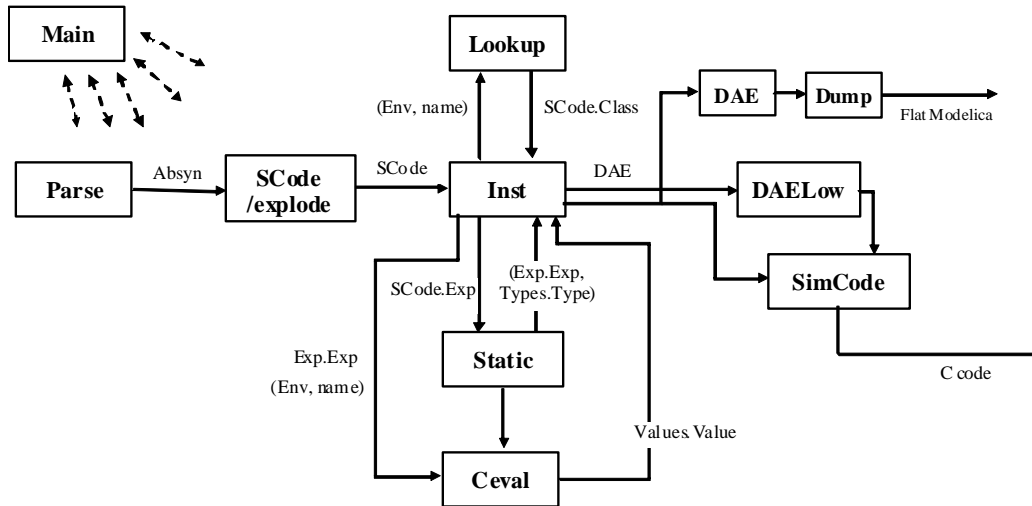 Main
Lookup
(Env, name)
SCode.Class
DAE
Dump
Flat Modelica
Parse
Absyn
SCode
/explode
SCode
Inst
DAE
DAELow
SimCode
C code
SCode.Exp
(Exp.Exp,
Types.Type)
Static
Exp.Exp
(Env, name)
Values.Value
Ceval